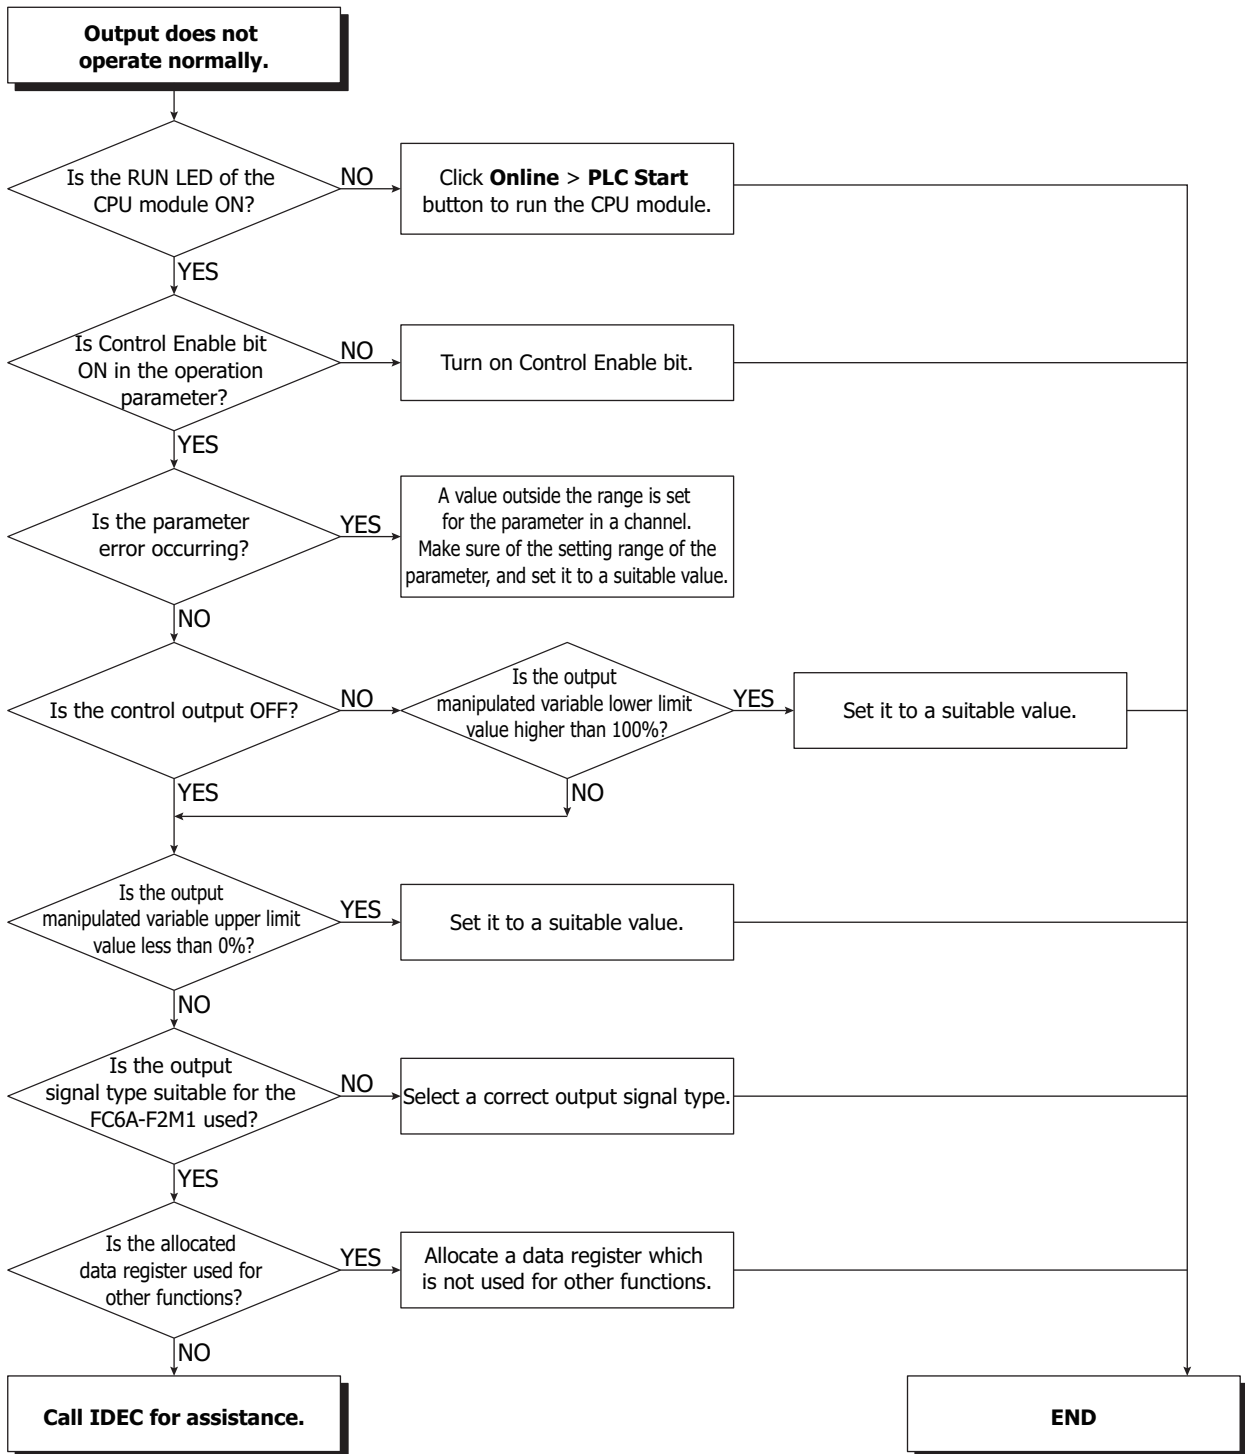 Output does not
operate normally.
Is the RUN LED of the
CPU module ON?
NO
Click Online > PLC Start
button to run the CPU module.
YES
Is Control Enable bit
ON in the operation
parameter?
NO
Turn on Control Enable bit.
YES
Is the parameter
error occurring?
YES
A value outside the range is set
for the parameter in a channel.
Make sure of the setting range of the
parameter, and set it to a suitable value.
NO
Is the control output OFF?
NO
Is the output
manipulated variable lower limit
value higher than 100%?
YES
Set it to a suitable value.
YES
NO
Is the output
manipulated variable upper limit
value less than 0%?
YES
Set it to a suitable value.
NO
Is the output
signal type suitable for the
FC6A-F2M1 used?
NO
Select a correct output signal type.
YES
Is the allocated
data register used for
other functions?
YES
Allocate a data register which
is not used for other functions.
NO
Call IDEC for assistance.
END